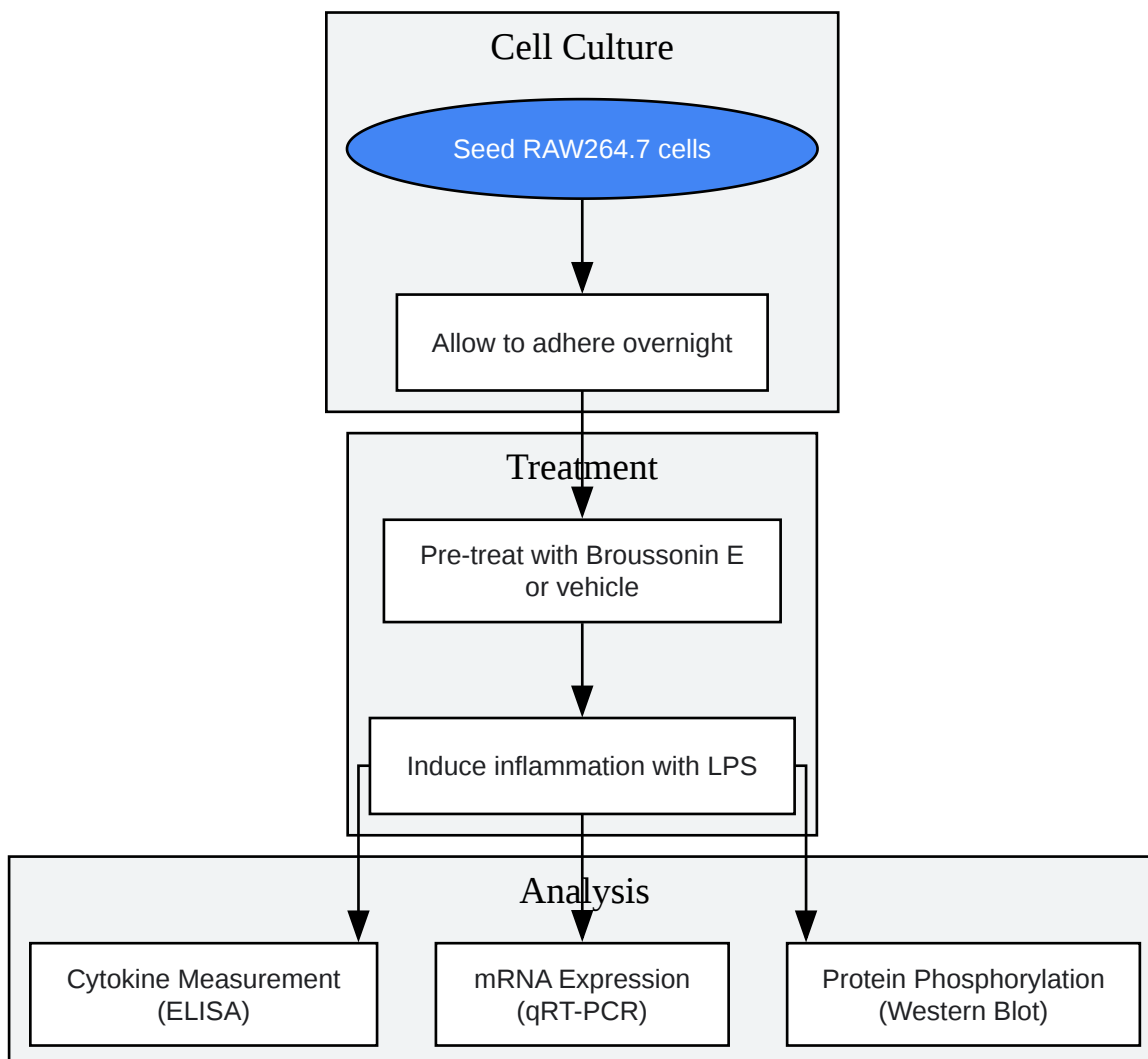 Cell Culture
Seed RAW264.7 cells
Allow to adhere overnight
Treatment
Pre-treat with Broussonin E
or vehicle
Induce inflammation with LPS
Analysis
Cytokine Measurement
(ELISA)
mRNA Expression
(qRT-PCR)
Protein Phosphorylation
(Western Blot)